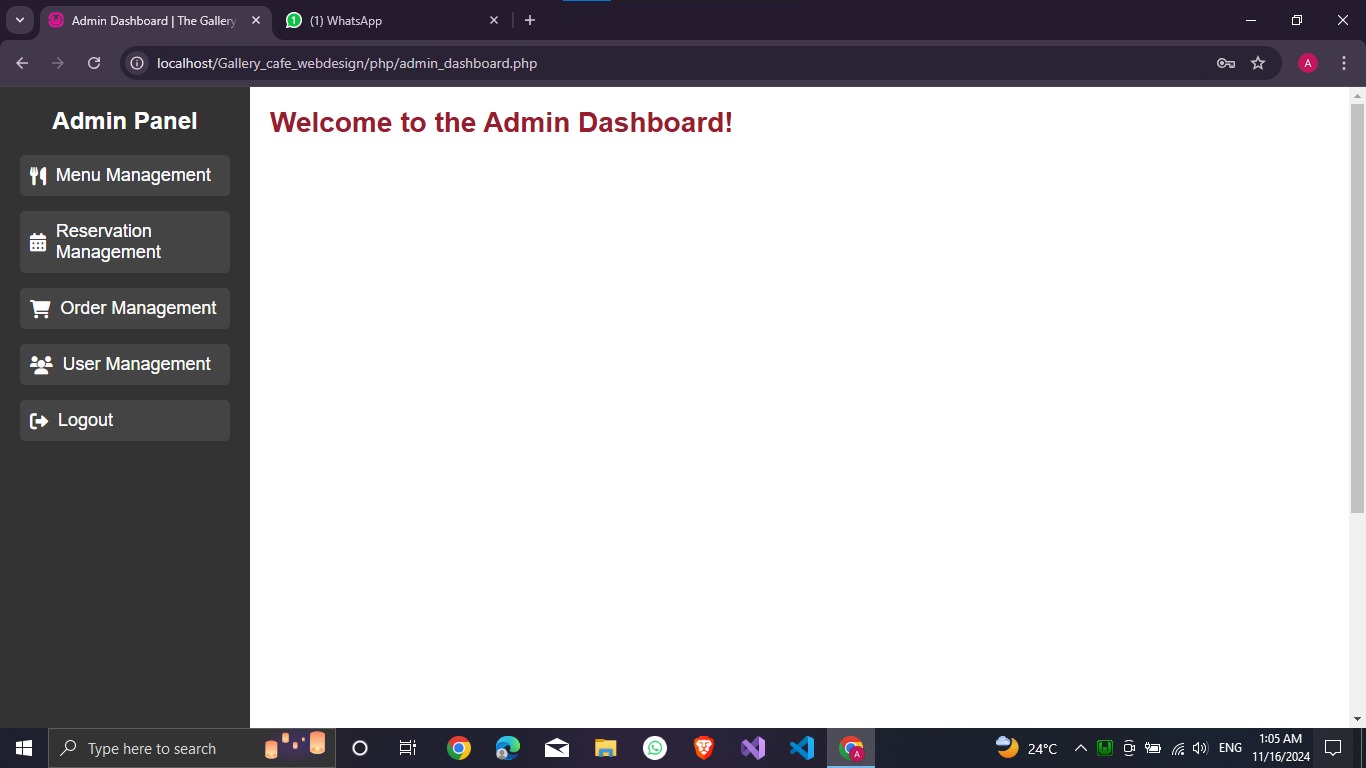 Admin Dashboard | The Gallery
1
(1) WhatsApp
localhost/Gallery_cafe_webdesign/php/admin_dashboard.php
A
Admin Panel
Menu Management
Reservation
Management
Order Management
User Management
Logout
Welcome to the Admin Dashboard!
Type here to search
A
24°C
ENG
1:05 AM
11/16/2024